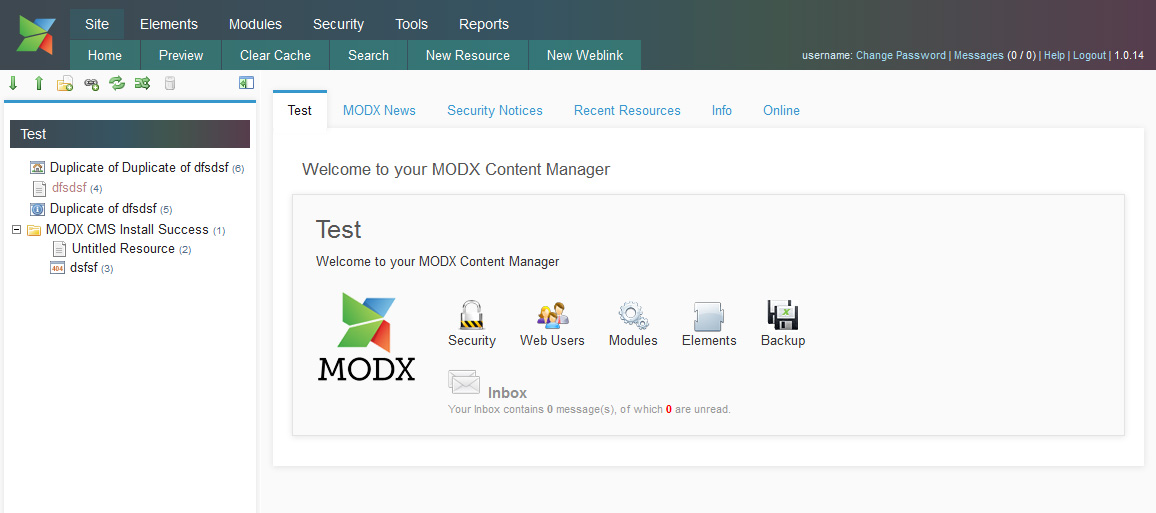 Site Elements Modules Security Tools Reports
Home Preview Clear Cache Search New Resource New Weblink
username: Change Password | Messages (0 / 0) | Help | Logout | 1.0.14
Test
Duplicate of Duplicate of dfsdsf (6)
dfsdsf (4)
Duplicate of dfsdsf (5)
MODX CMS Install Success (1)
Untitled Resource (2)
404 dsfsf (3)
Test MODX News Security Notices Recent Resources Info Online
Welcome to your MODX Content Manager
Test
Welcome to your MODX Content Manager
MODX
Security Web Users Modules Elements Backup
Inbox
Your Inbox contains 0 message(s), of which 0 are unread.